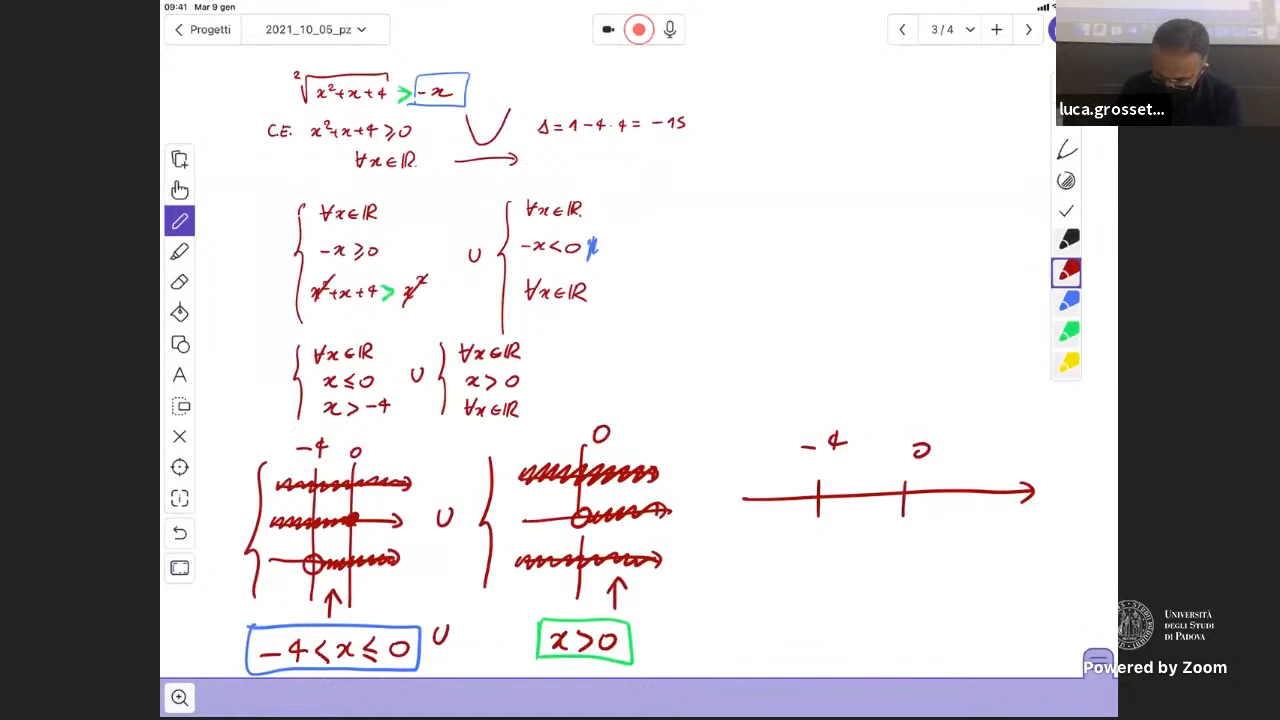 09:41 Mar 9 gen
Progetti
2021_10_05_pz
3/4
luca.grosset...
²√(x²+x+4) > -x
C.E. x²+x+4 ⩾ 0
Δ = 1 - 4·4 = -15
∀x∈ℝ.
∀x∈ℝ
-x ⩾ 0
x²+x+4 > x²
∪
∀x∈ℝ.
-x < 0
∀x∈ℝ
∀x∈ℝ
x ⩽ 0
x > -4
∪
∀x∈ℝ
x > 0
∀x∈ℝ
-4 0
∪
0
-4 0
-4 < x ⩽ 0
∪
x > 0
UNIVERSITÀ
DEGLI STUDI
DI PADOVA
Powered by Zoom